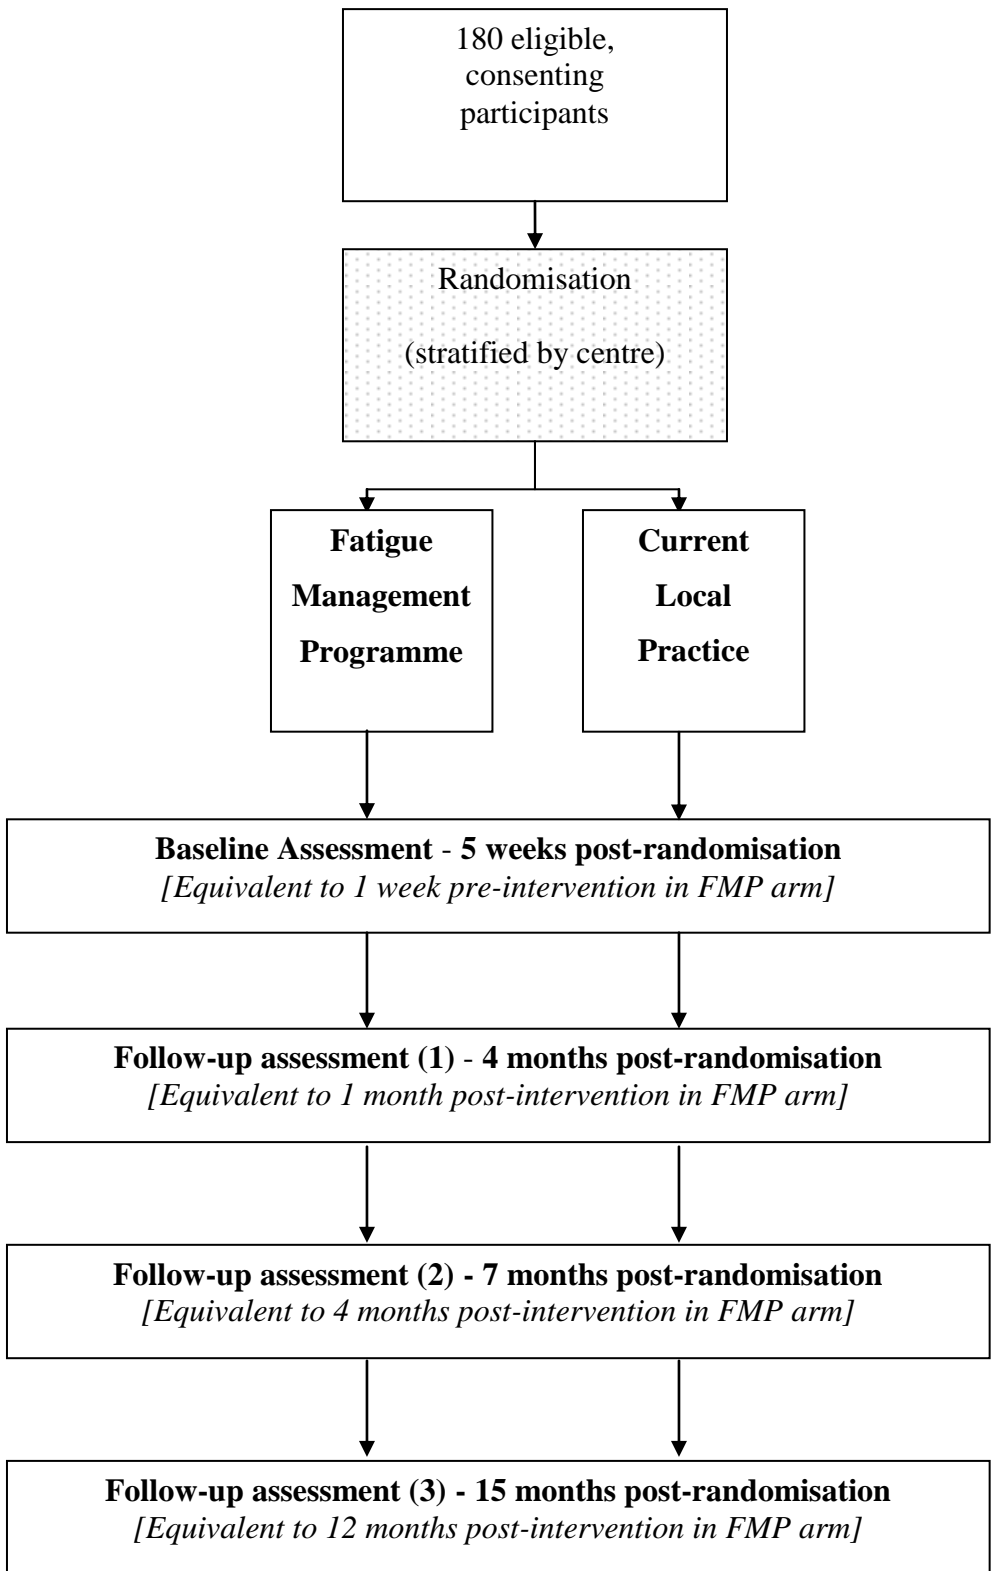 180 eligible,
consenting
participants
Randomisation
(stratified by centre)
Fatigue
Management
Programme
Current
Local
Practice
Baseline Assessment - 5 weeks post-randomisation
[Equivalent to 1 week pre-intervention in FMP arm]
Follow-up assessment (1) - 4 months post-randomisation
[Equivalent to 1 month post-intervention in FMP arm]
Follow-up assessment (2) - 7 months post-randomisation
[Equivalent to 4 months post-intervention in FMP arm]
Follow-up assessment (3) - 15 months post-randomisation
[Equivalent to 12 months post-intervention in FMP arm]